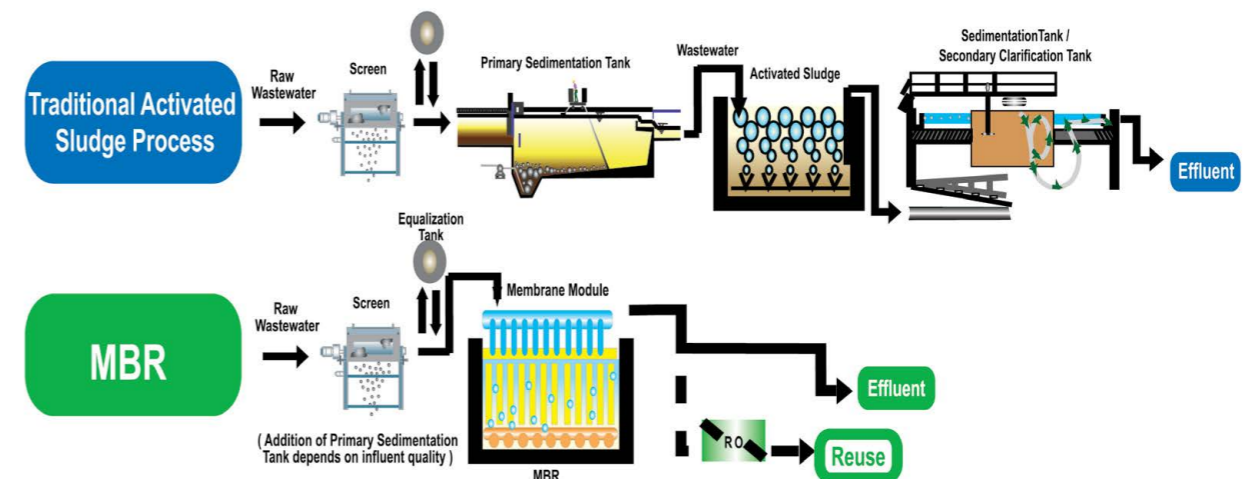 Traditional Activated
Sludge Process
Raw
Wastewater
Screen
Primary Sedimentation Tank
Wastewater
Activated Sludge
SedimentationTank /
Secondary Clarification Tank
Effluent
MBR
Raw
Wastewater
Screen
Equalization
Tank
Membrane Module
( Addition of Primary Sedimentation
Tank depends on influent quality )
MBR
Effluent
RO
Reuse